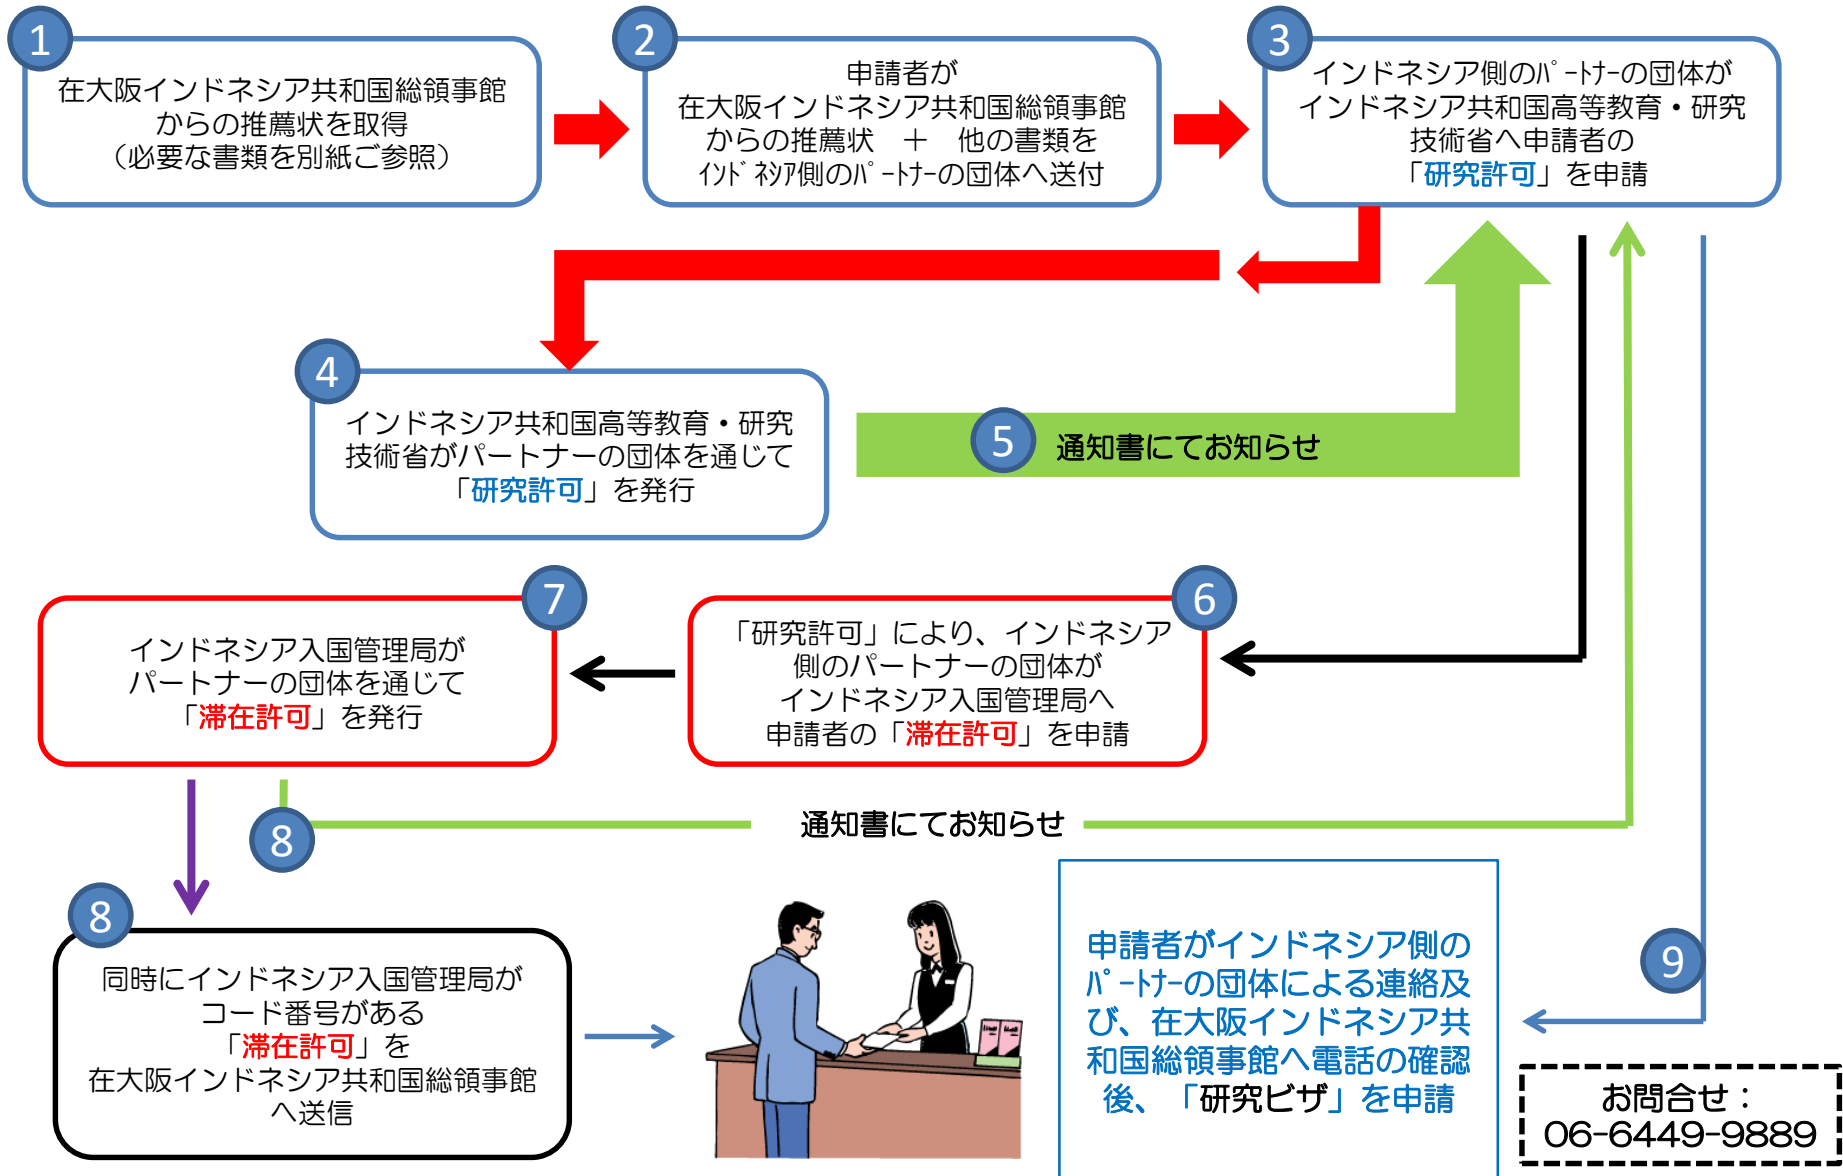 1
在大阪インドネシア共和国総領事館
からの推薦状を取得
（必要な書類を別紙ご参照）
2
申請者が
在大阪インドネシア共和国総領事館
からの推薦状　＋　他の書類を
ｲﾝﾄﾞﾈｼｱ側のﾊﾟｰﾄﾅｰの団体へ送付
3
インドネシア側のﾊﾟｰﾄﾅｰの団体が
インドネシア共和国高等教育・研究
技術省へ申請者の
「研究許可」を申請
4
インドネシア共和国高等教育・研究
技術省がパートナーの団体を通じて
「研究許可」を発行
5
通知書にてお知らせ
6
「研究許可」により、インドネシア
側のパートナーの団体が
インドネシア入国管理局へ
申請者の「滞在許可」を申請
7
インドネシア入国管理局が
パートナーの団体を通じて
「滞在許可」を発行
8
通知書にてお知らせ
8
同時にインドネシア入国管理局が
コード番号がある
「滞在許可」を
在大阪インドネシア共和国総領事館
へ送信
9
申請者がインドネシア側の
ﾊﾟｰﾄﾅｰの団体による連絡及
び、在大阪インドネシア共
和国総領事館へ電話の確認
後、「研究ビザ」を申請
お問合せ：
06-6449-9889